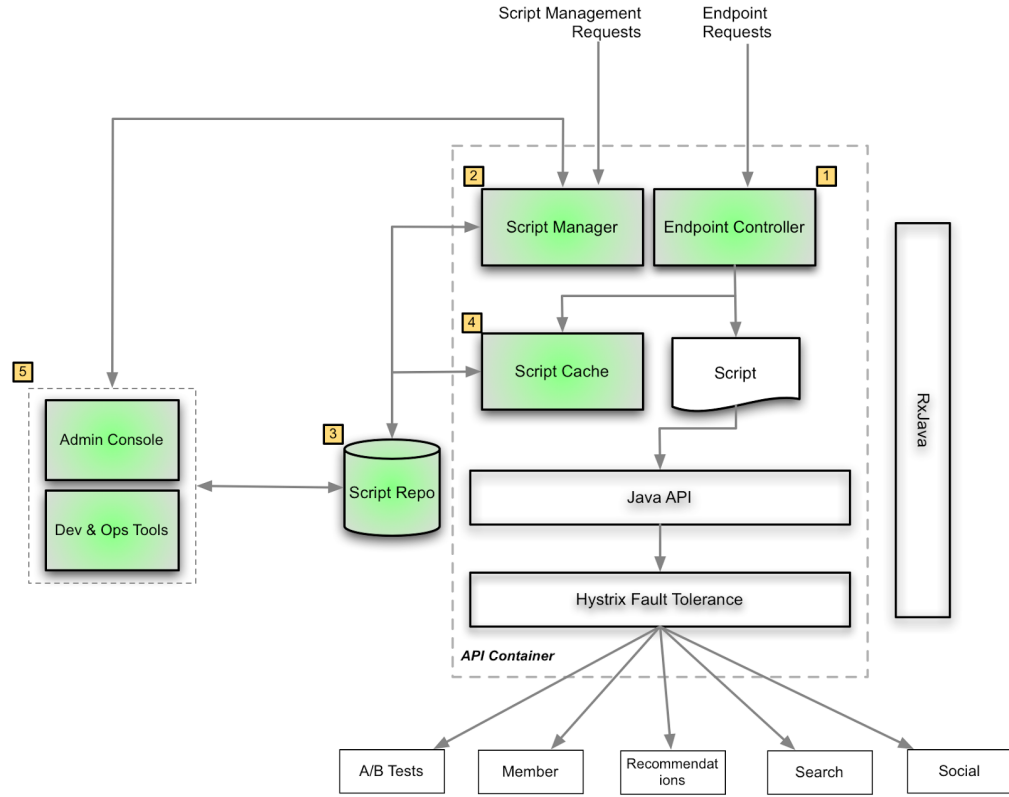 Script Management
Requests
Endpoint
Requests
2
1
Script Manager
Endpoint Controller
4
Script Cache
Script
5
Admin Console
Dev & Ops Tools
3
Script Repo
Java API
Hystrix Fault Tolerance
API Container
RxJava
A/B Tests
Member
Recommendat
ions
Search
Social